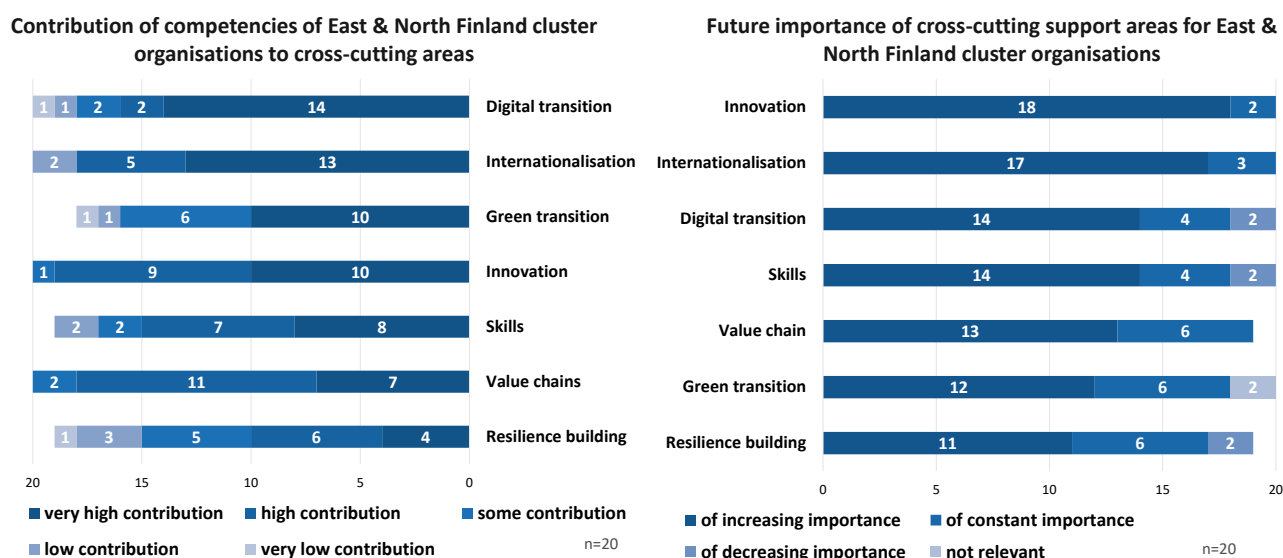 Contribution of competencies of East & North Finland cluster
organisations to cross-cutting areas
1 1 2 2 14 Digital transition
2 5 13 Internationalisation
1 1 6 10 Green transition
1 9 10 Innovation
2 2 7 8 Skills
2 11 7 Value chains
1 3 5 6 4 Resilience building
20 15 10 5 0
very high contribution high contribution some contribution
low contribution very low contribution n=20
Future importance of cross-cutting support areas for East &
North Finland cluster organisations
Innovation 18 2
Internationalisation 17 3
Digital transition 14 4 2
Skills 14 4 2
Value chain 13 6
Green transition 12 6 2
Resilience building 11 6 2
0 5 10 15 20
of increasing importance of constant importance
of decreasing importance not relevant n=20